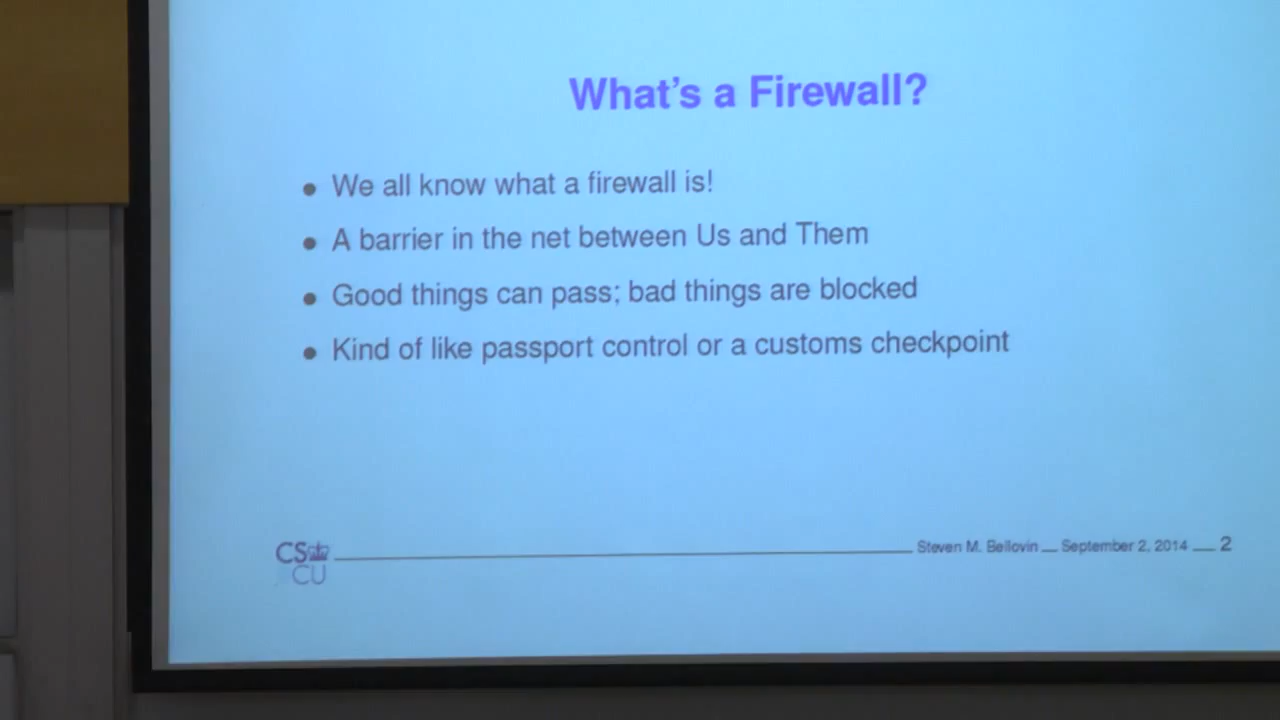 What's a Firewall?
● We all know what a firewall is!
● A barrier in the net between Us and Them
● Good things can pass; bad things are blocked
● Kind of like passport control or a customs checkpoint
CS
CU
Steven M. Bellovin __ September 2, 2014 __ 2